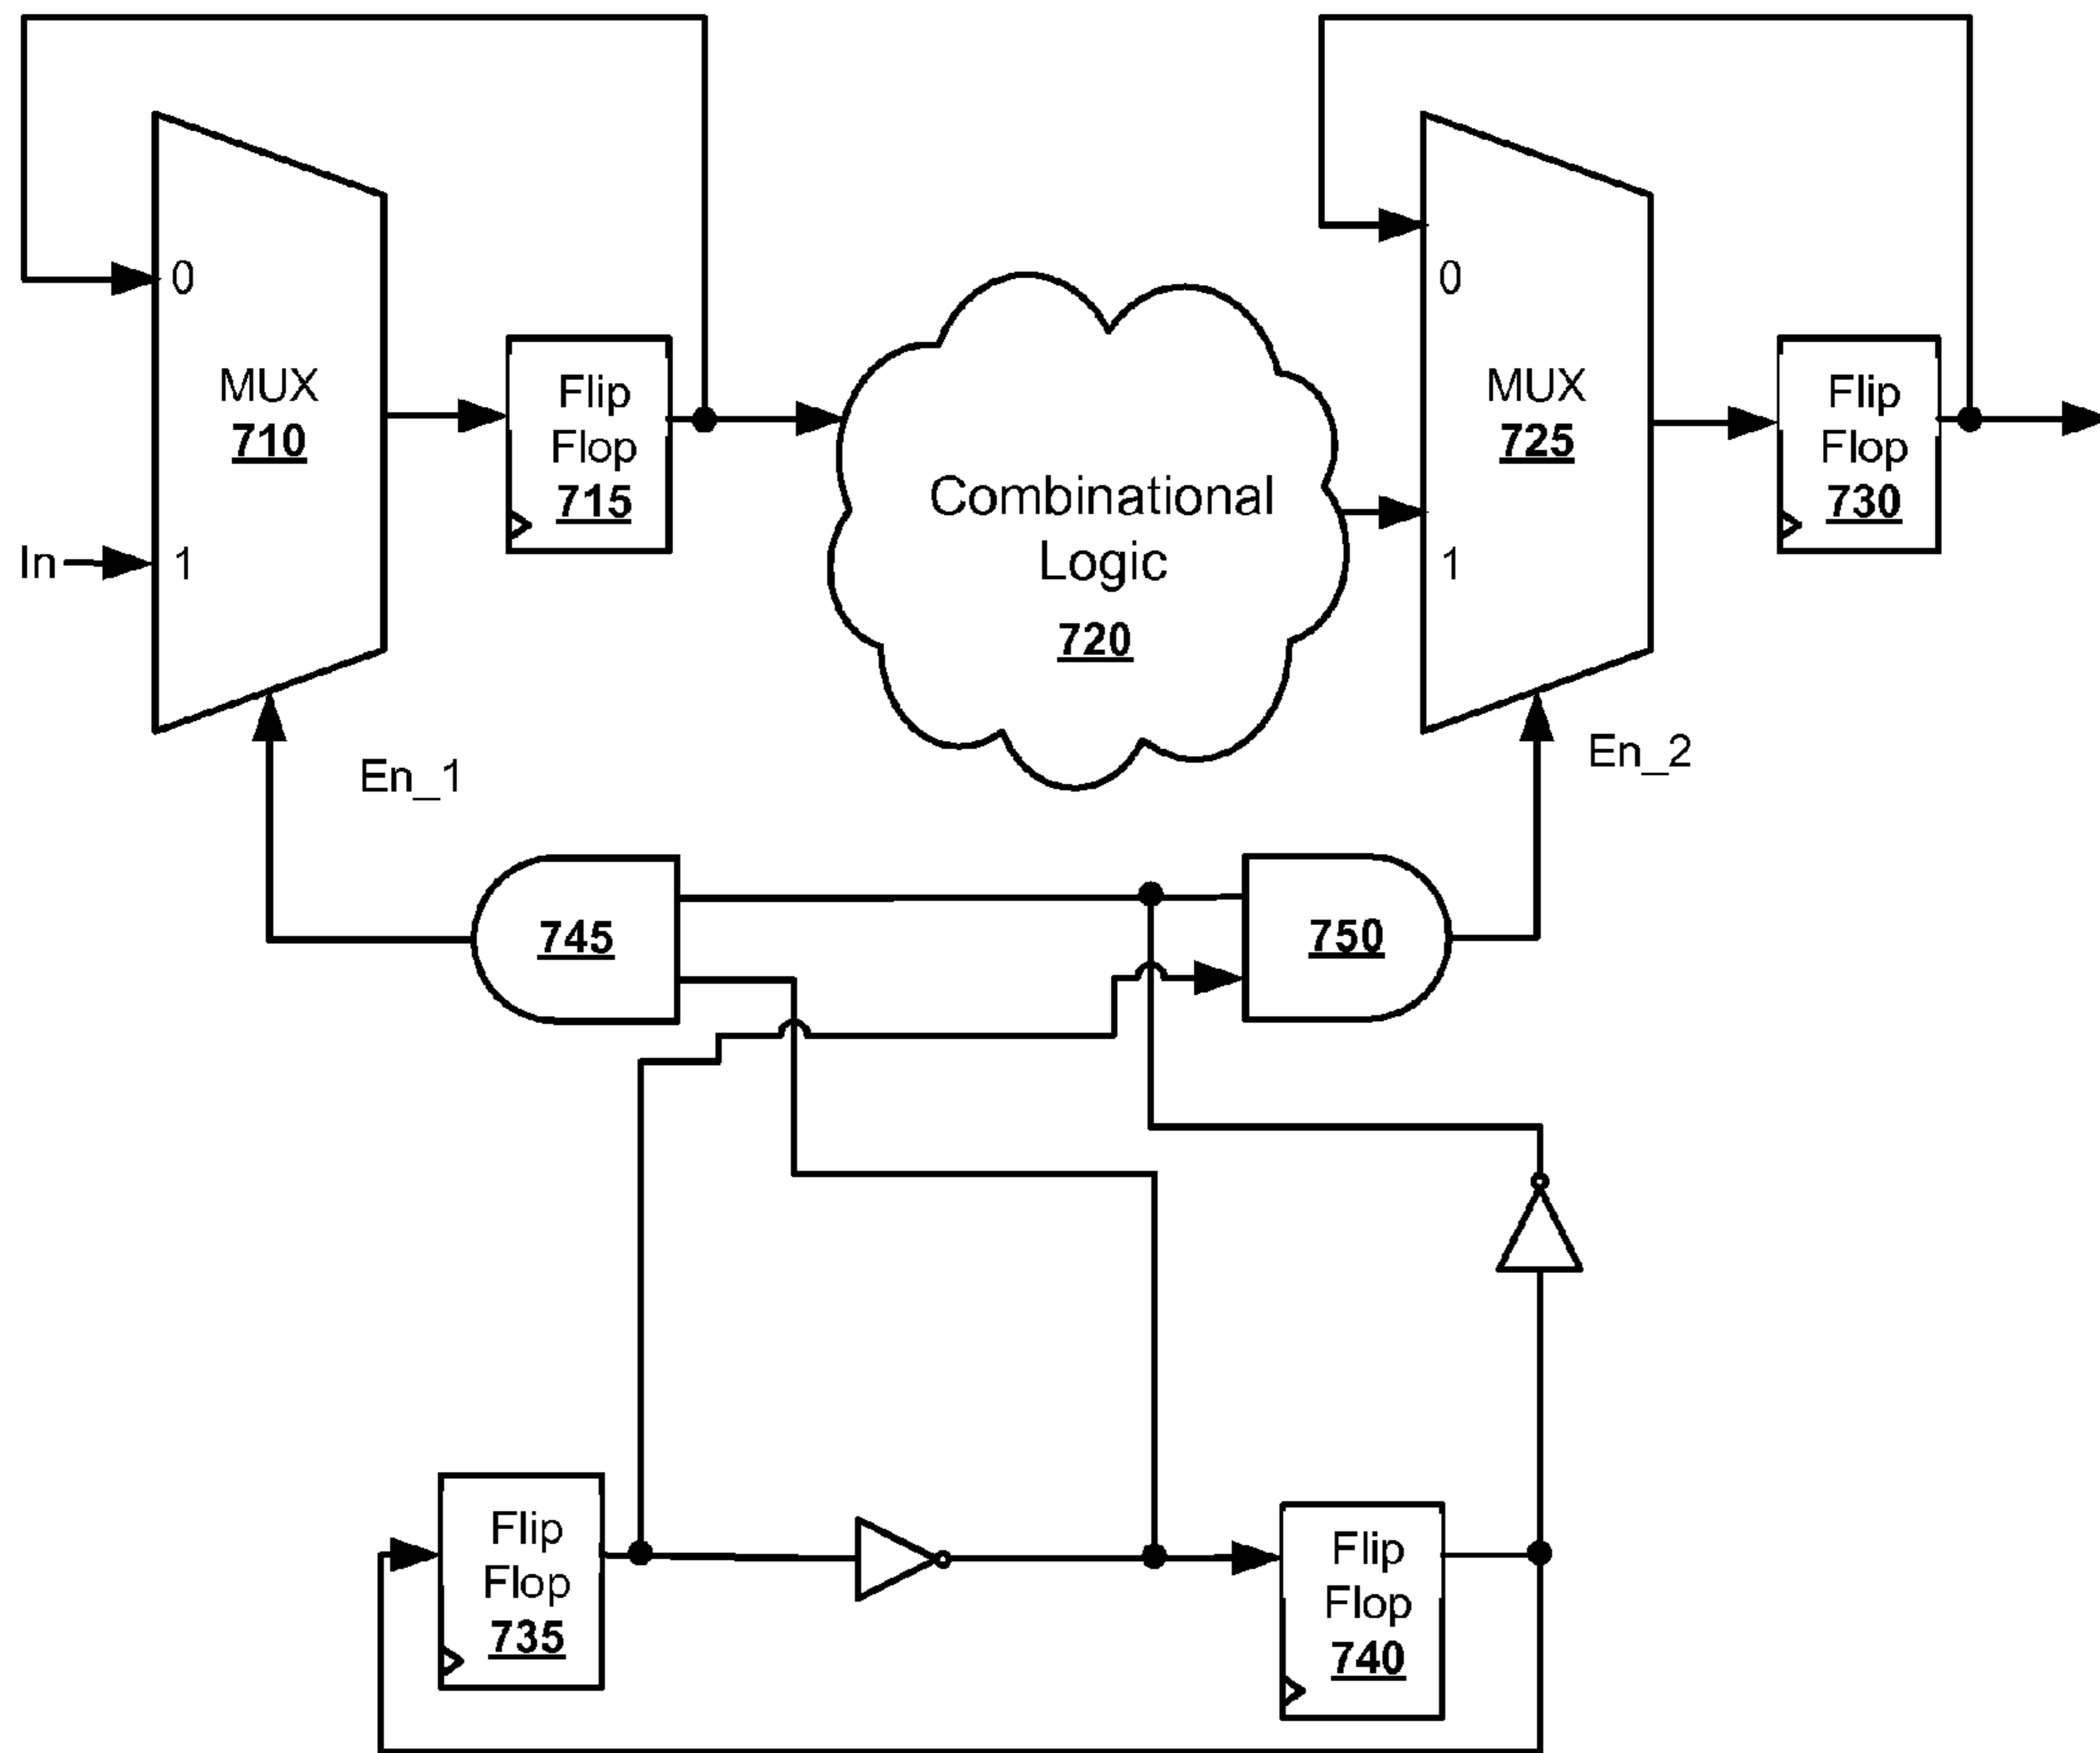 0
MUX
710
In
1
En_1
Flip
Flop
715
Combinational
Logic
720
0
MUX
725
1
En_2
Flip
Flop
730
745
750
Flip
Flop
735
Flip
Flop
740